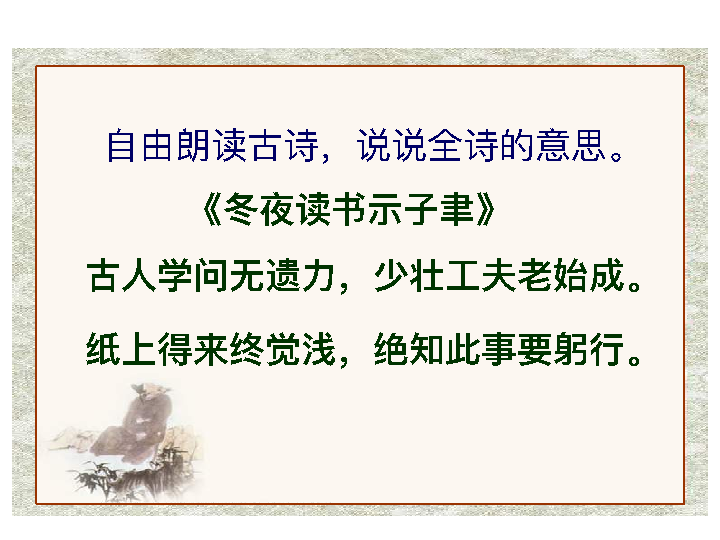 自由朗读古诗，说说全诗的意思。
《冬夜读书示子聿》
古人学问无遗力，少壮工夫老始成。
纸上得来终觉浅，绝知此事要躬行。